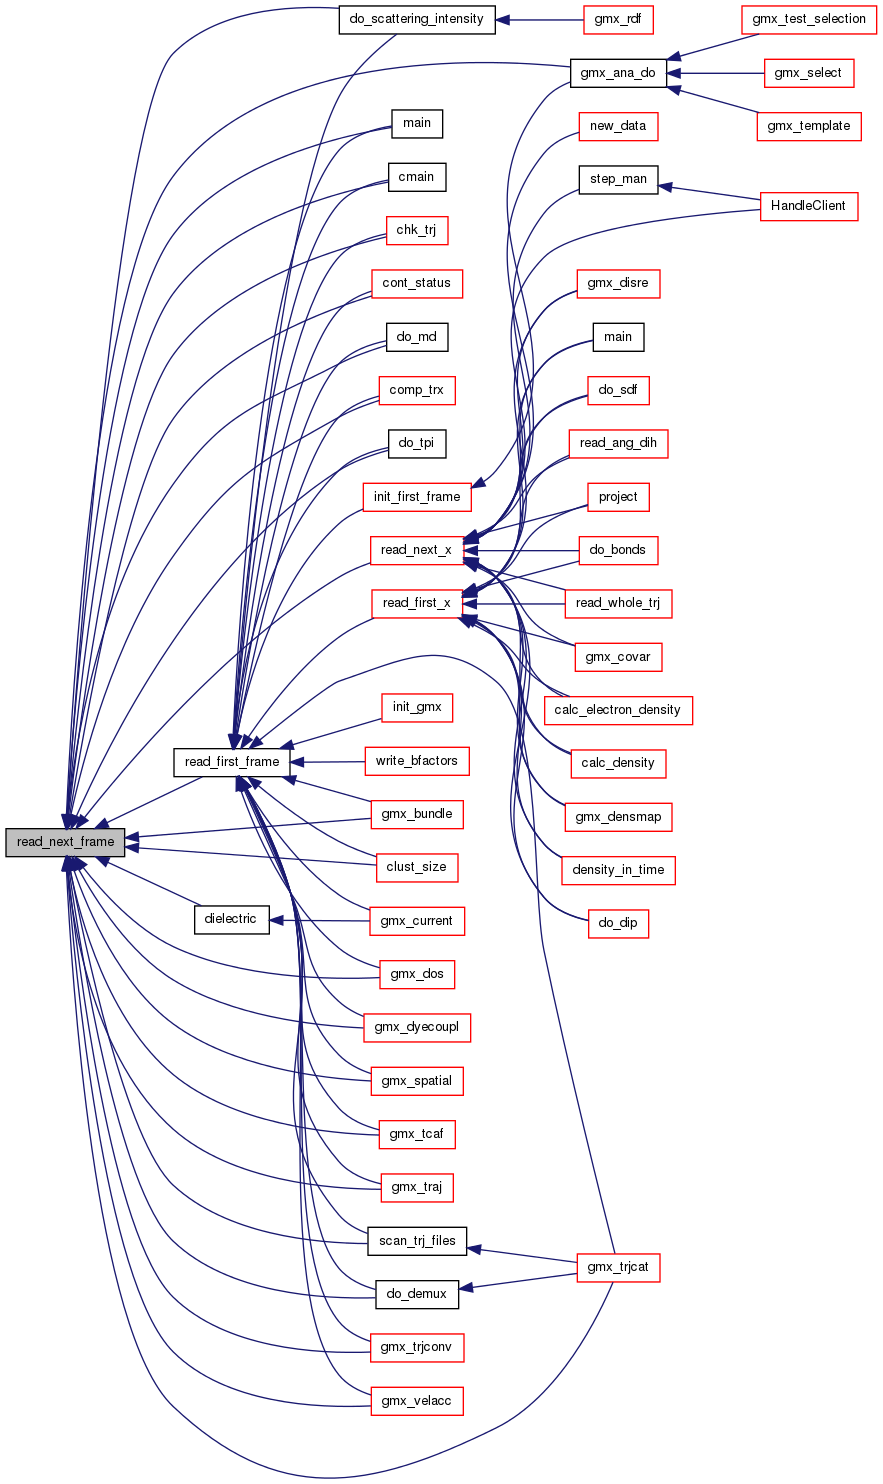 do_scattering_intensity
gmx_rdf
gmx_test_selection
gmx_ana_do
gmx_select
main
new_data
gmx_template
cmain
step_man
HandleClient
chk_trj
cont_status
gmx_disre
do_md
main
comp_trx
do_sdf
do_tpi
read_ang_dih
init_first_frame
project
read_next_x
do_bonds
read_first_x
read_whole_trj
gmx_covar
init_gmx
calc_electron_density
read_first_frame
write_bfactors
calc_density
gmx_bundle
gmx_densmap
read_next_frame
clust_size
density_in_time
dielectric
gmx_current
do_dip
gmx_dos
gmx_dyecoupl
gmx_spatial
gmx_tcaf
gmx_traj
scan_trj_files
gmx_trjcat
do_demux
gmx_trjconv
gmx_velacc